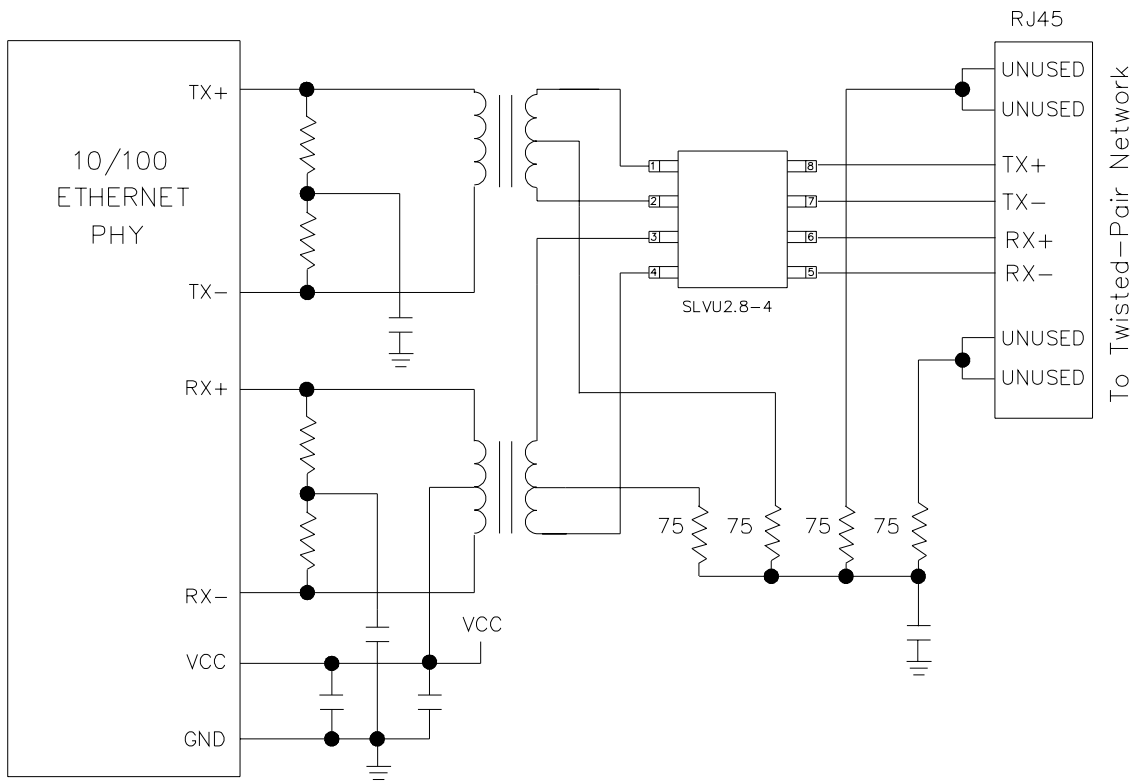 RJ45
10/100
ETHERNET
PHY
TX+
TX-
RX+
RX-
VCC
GND
VCC
1
2
3
4
8
7
6
5
SLVU2.8-4
75
75
75
75
UNUSED
UNUSED
TX+
TX-
RX+
RX-
UNUSED
UNUSED
To Twisted-Pair Network